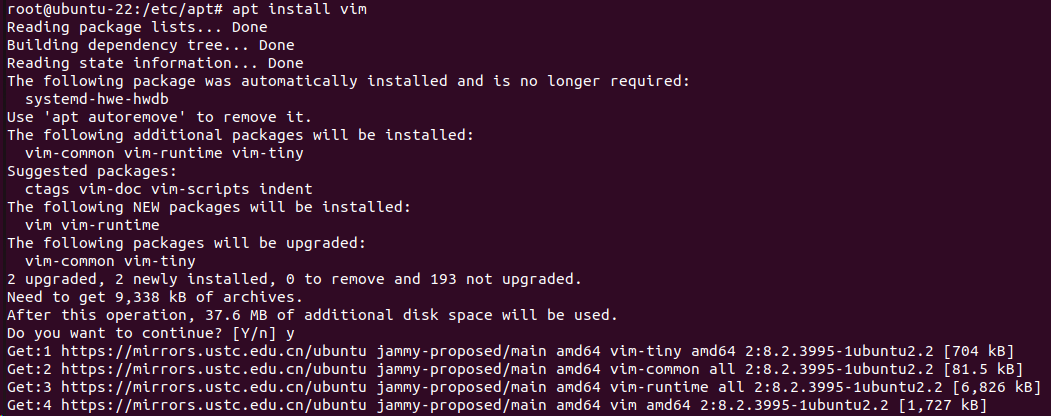 root@ubuntu-22:/etc/apt# apt install vim
Reading package lists... Done
Building dependency tree... Done
Reading state information... Done
The following package was automatically installed and is no longer required:
  systemd-hwe-hwdb
Use 'apt autoremove' to remove it.
The following additional packages will be installed:
  vim-common vim-runtime vim-tiny
Suggested packages:
  ctags vim-doc vim-scripts indent
The following NEW packages will be installed:
  vim vim-runtime
The following packages will be upgraded:
  vim-common vim-tiny
2 upgraded, 2 newly installed, 0 to remove and 193 not upgraded.
Need to get 9,338 kB of archives.
After this operation, 37.6 MB of additional disk space will be used.
Do you want to continue? [Y/n] y
Get:1 https://mirrors.ustc.edu.cn/ubuntu jammy-proposed/main amd64 vim-tiny amd64 2:8.2.3995-1ubuntu2.2 [704 kB]
Get:2 https://mirrors.ustc.edu.cn/ubuntu jammy-proposed/main amd64 vim-common all 2:8.2.3995-1ubuntu2.2 [81.5 kB]
Get:3 https://mirrors.ustc.edu.cn/ubuntu jammy-proposed/main amd64 vim-runtime all 2:8.2.3995-1ubuntu2.2 [6,826 kB]
Get:4 https://mirrors.ustc.edu.cn/ubuntu jammy-proposed/main amd64 vim amd64 2:8.2.3995-1ubuntu2.2 [1,727 kB]